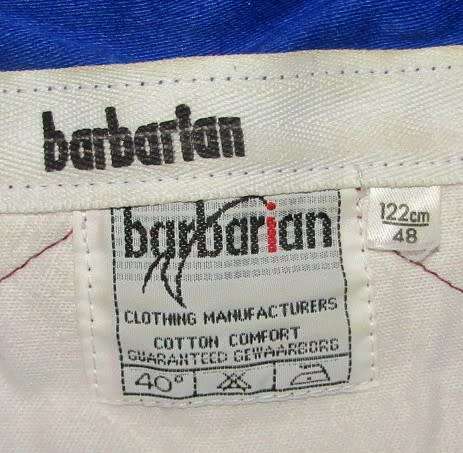 barbarian
barbarian
122cm
48
CLOTHING MANUFACTURERS
COTTON COMFORT
GUARANTEED GEWAARBORG
40°